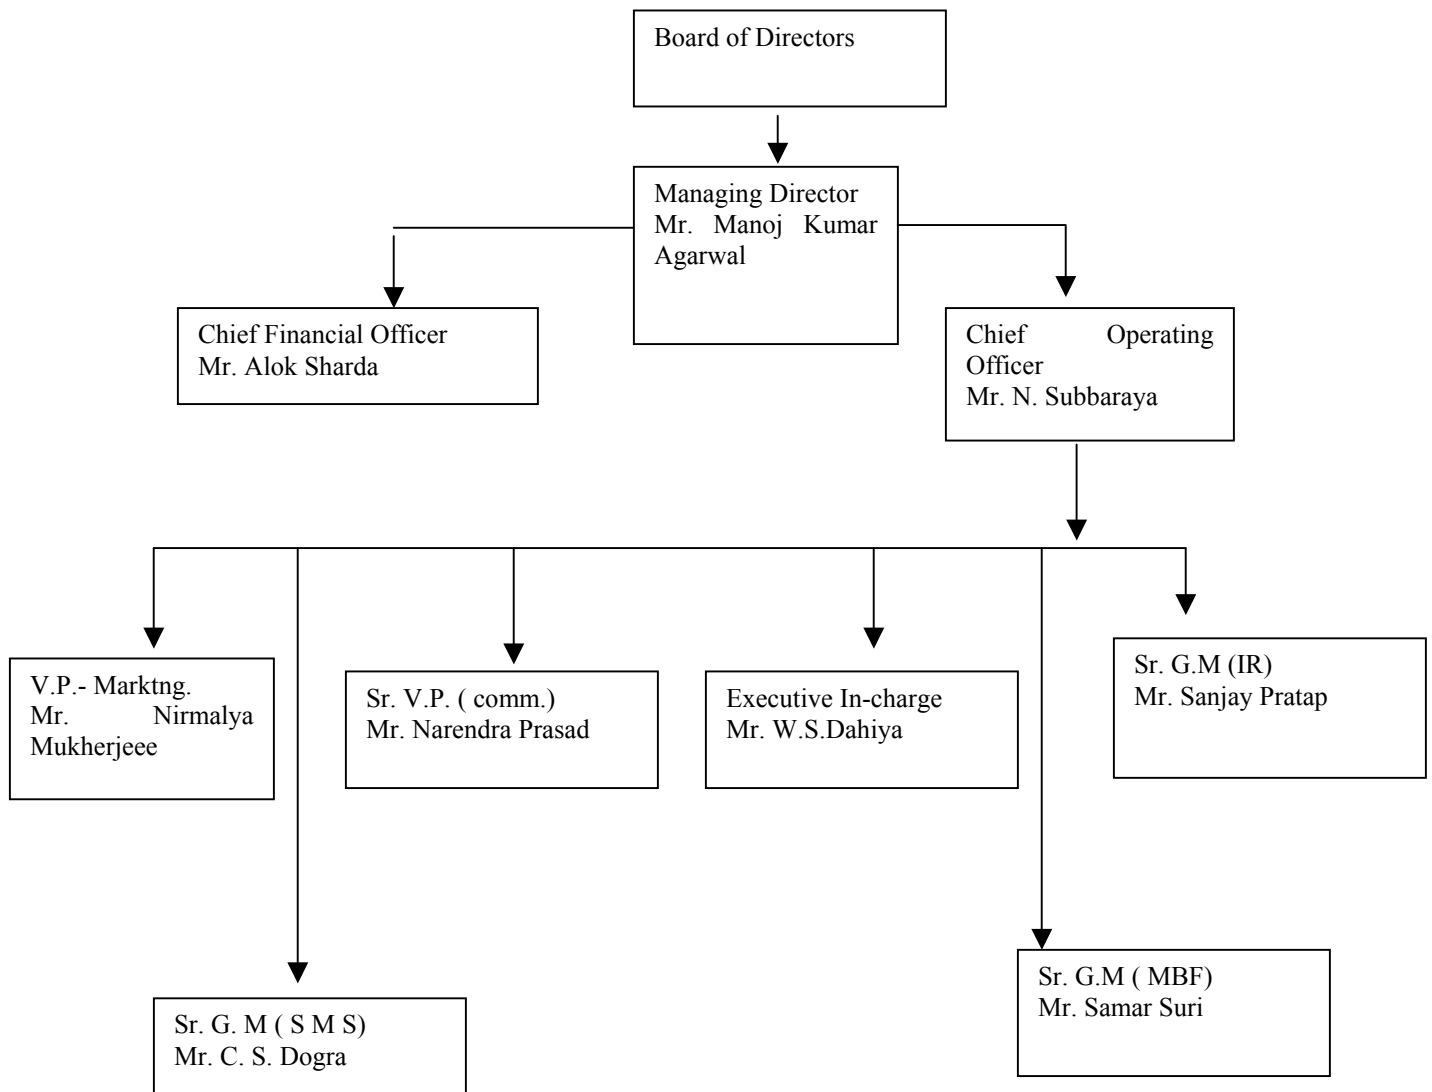 Board of Directors
Managing Director
Mr. Manoj Kumar
Agarwal
Chief Financial Officer
Mr. Alok Sharda
Chief Operating
Officer
Mr. N. Subbaraya
V.P.- Marktng.
Mr. Nirmalya
Mukherjeee
Sr. V.P. ( comm.)
Mr. Narendra Prasad
Executive In-charge
Mr. W.S.Dahiya
Sr. G.M (IR)
Mr. Sanjay Pratap
Sr. G. M ( S M S)
Mr. C. S. Dogra
Sr. G.M ( MBF)
Mr. Samar Suri